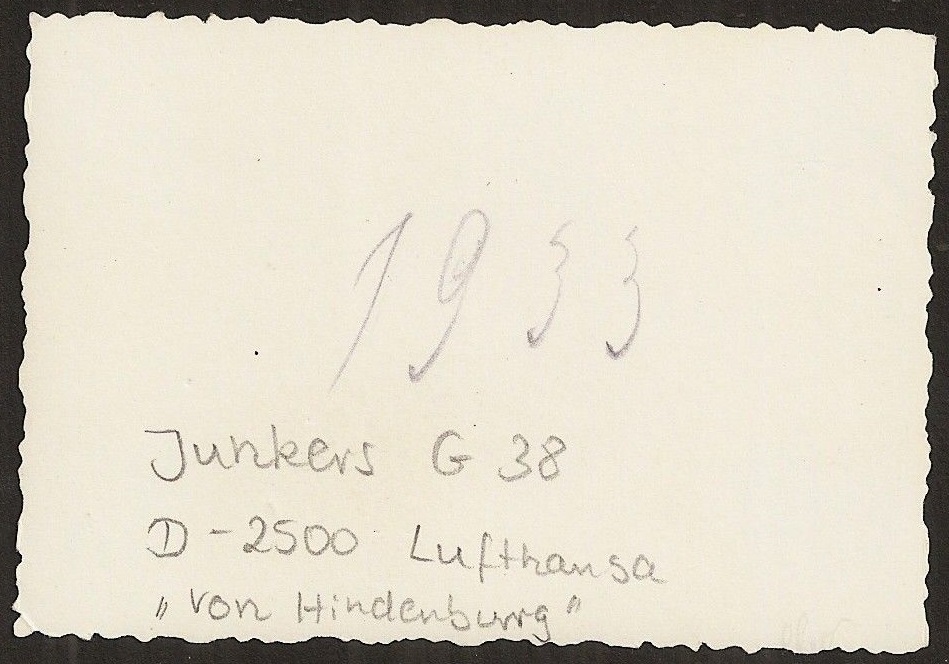 1933
Junkers G 38
D-2500 Lufthansa
„von Hindenburg"